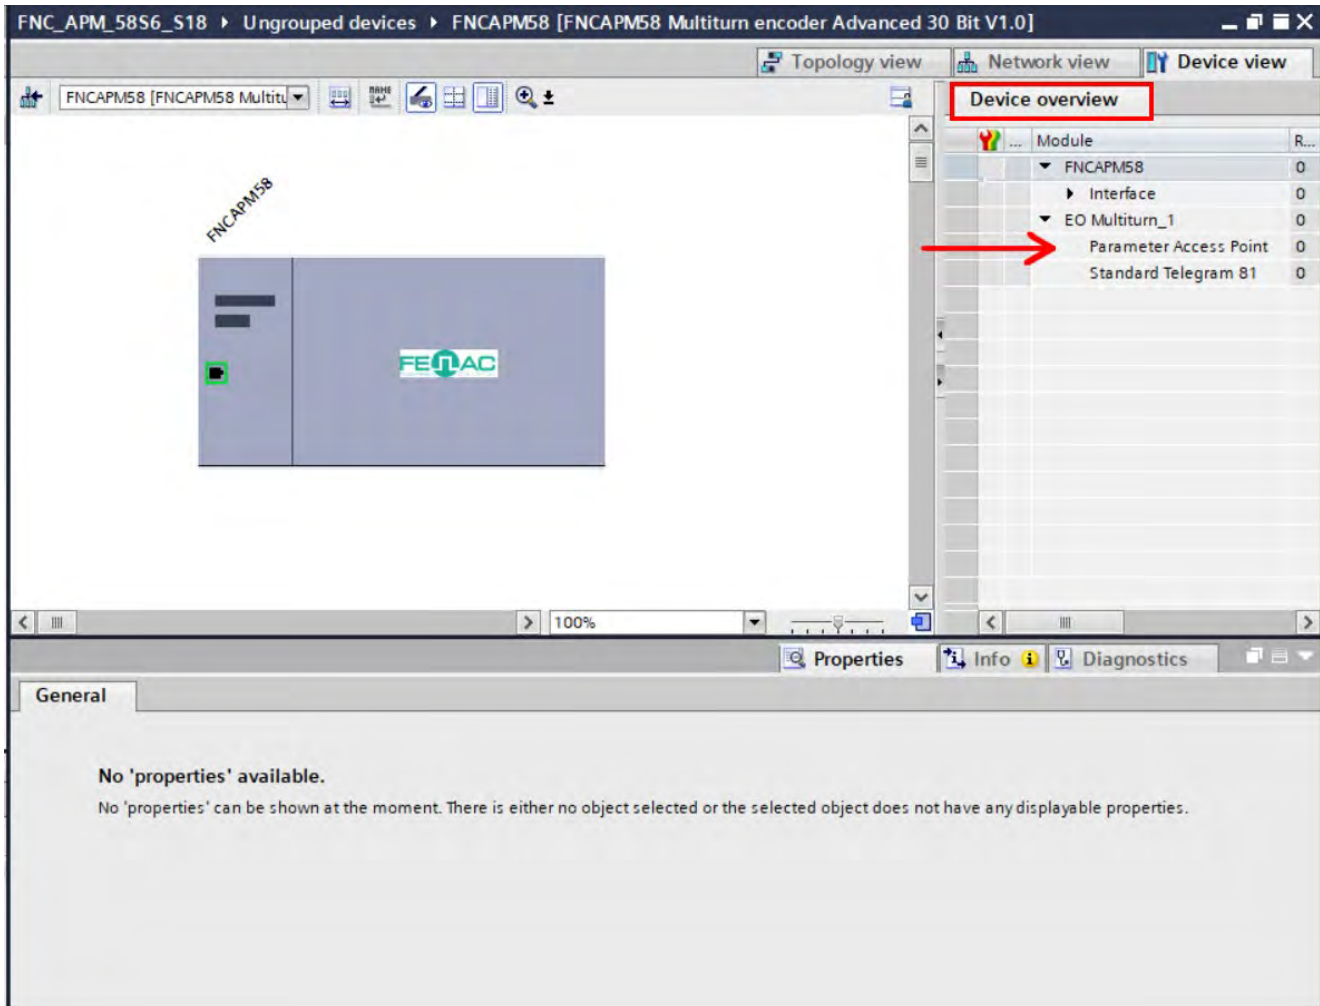 FNC_APM_58S6_S18 ▸ Ungrouped devices ▸ FNCAPM58 [FNCAPM58 Multiturn encoder Advanced 30 Bit V1.0]
Topology view
Network view
Device view
FNCAPM58 [FNCAPM58 Multitu
Device overview
... Module R...
FNCAPM58 0
Interface 0
EO Multiturn_1 0
Parameter Access Point 0
Standard Telegram 81 0
FNCAPM58
FENAC
100%
Properties
Info
Diagnostics
General
No 'properties' available.
No 'properties' can be shown at the moment. There is either no object selected or the selected object does not have any displayable properties.